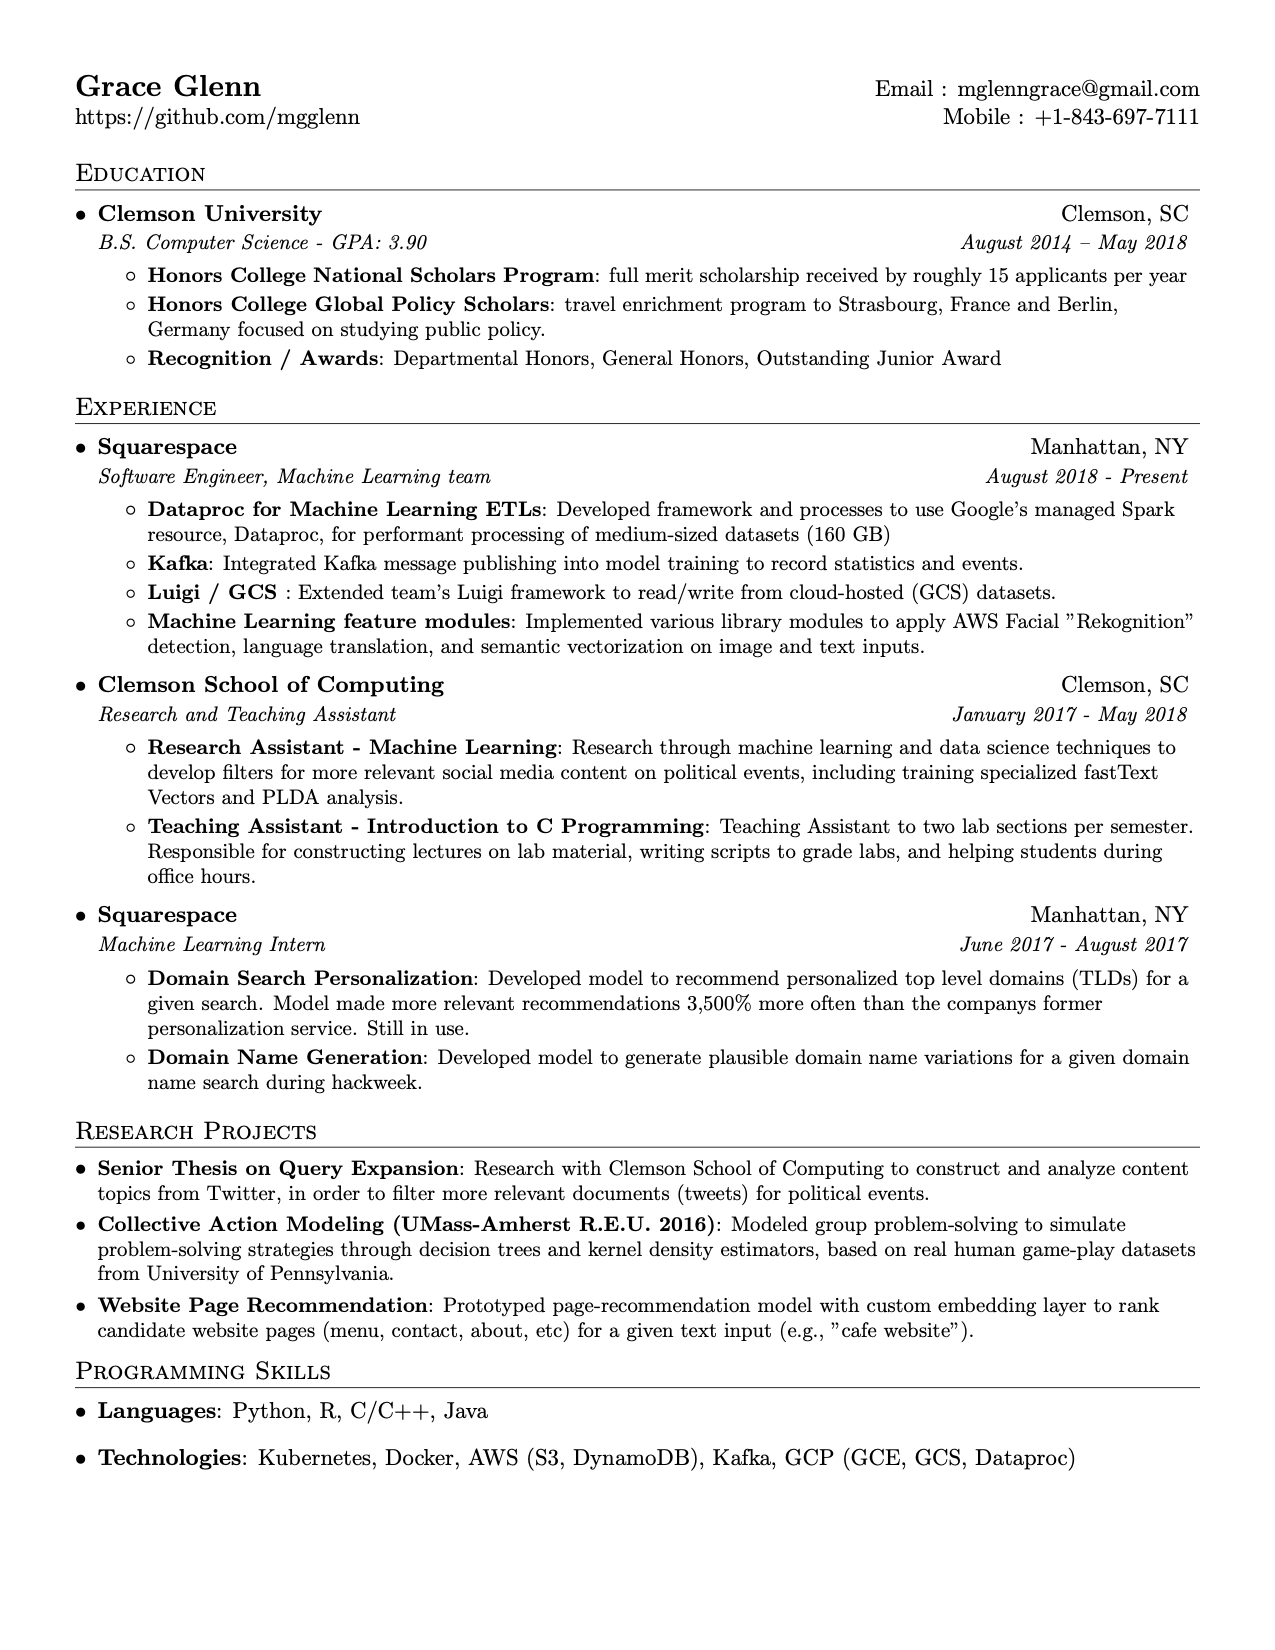 Grace Glenn
Email : mglenngrace@gmail.com
https://github.com/mgglenn
Mobile : +1-843-697-7111
Education
• Clemson University
Clemson, SC
B.S. Computer Science - GPA: 3.90
August 2014 – May 2018
◦ Honors College National Scholars Program: full merit scholarship received by roughly 15 applicants per year
◦ Honors College Global Policy Scholars: travel enrichment program to Strasbourg, France and Berlin,
Germany focused on studying public policy.
◦ Recognition / Awards: Departmental Honors, General Honors, Outstanding Junior Award
Experience
• Squarespace
Manhattan, NY
Software Engineer, Machine Learning team
August 2018 - Present
◦ Dataproc for Machine Learning ETLs: Developed framework and processes to use Google's managed Spark
resource, Dataproc, for performant processing of medium-sized datasets (160 GB)
◦ Kafka: Integrated Kafka message publishing into model training to record statistics and events.
◦ Luigi / GCS : Extended team's Luigi framework to read/write from cloud-hosted (GCS) datasets.
◦ Machine Learning feature modules: Implemented various library modules to apply AWS Facial ”Rekognition”
detection, language translation, and semantic vectorization on image and text inputs.
• Clemson School of Computing
Clemson, SC
Research and Teaching Assistant
January 2017 - May 2018
◦ Research Assistant - Machine Learning: Research through machine learning and data science techniques to
develop filters for more relevant social media content on political events, including training specialized fastText
Vectors and PLDA analysis.
◦ Teaching Assistant - Introduction to C Programming: Teaching Assistant to two lab sections per semester.
Responsible for constructing lectures on lab material, writing scripts to grade labs, and helping students during
office hours.
• Squarespace
Manhattan, NY
Machine Learning Intern
June 2017 - August 2017
◦ Domain Search Personalization: Developed model to recommend personalized top level domains (TLDs) for a
given search. Model made more relevant recommendations 3,500% more often than the companys former
personalization service. Still in use.
◦ Domain Name Generation: Developed model to generate plausible domain name variations for a given domain
name search during hackweek.
Research Projects
• Senior Thesis on Query Expansion: Research with Clemson School of Computing to construct and analyze content
topics from Twitter, in order to filter more relevant documents (tweets) for political events.
• Collective Action Modeling (UMass-Amherst R.E.U. 2016): Modeled group problem-solving to simulate
problem-solving strategies through decision trees and kernel density estimators, based on real human game-play datasets
from University of Pennsylvania.
• Website Page Recommendation: Prototyped page-recommendation model with custom embedding layer to rank
candidate website pages (menu, contact, about, etc) for a given text input (e.g., ”cafe website”).
Programming Skills
• Languages: Python, R, C/C++, Java
• Technologies: Kubernetes, Docker, AWS (S3, DynamoDB), Kafka, GCP (GCE, GCS, Dataproc)